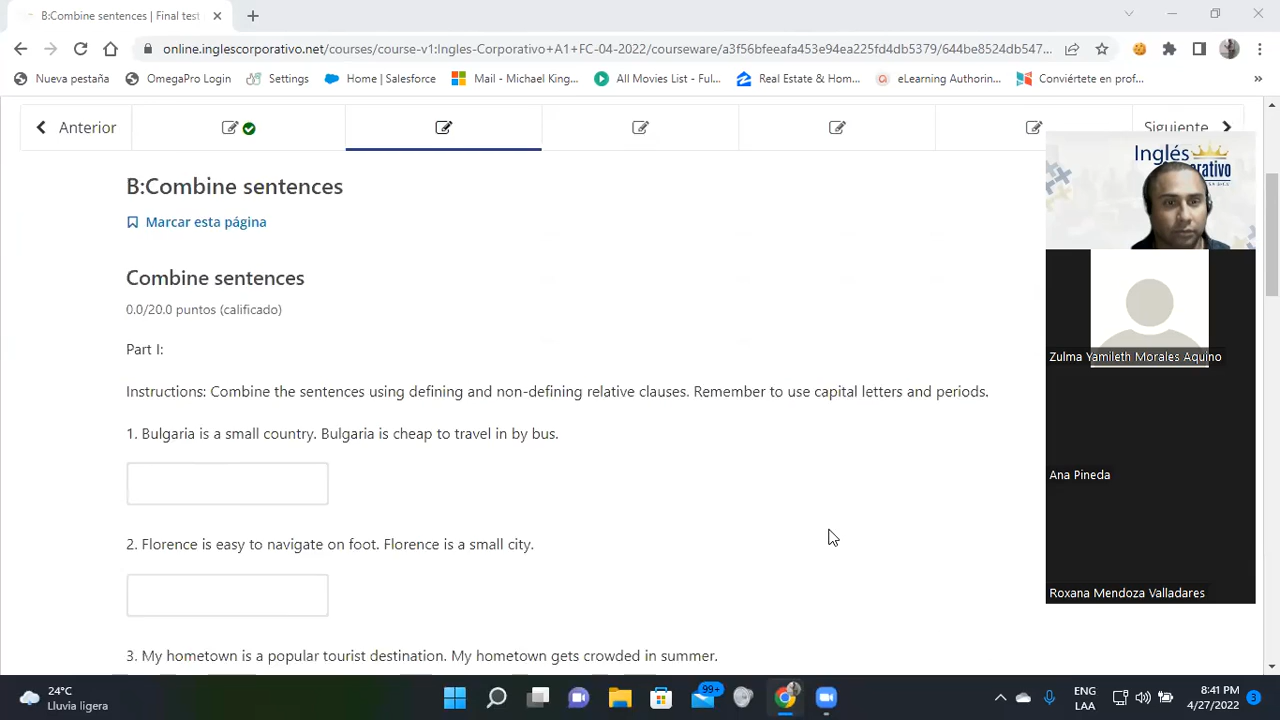 B:Combine sentences | Final test
online.inglescorporativo.net/courses/course-v1:Ingles-Corporativo+A1+FC-04-2022/courseware/a3f56bfeeafa453e94ea225fd4db5379/644be8524db547...
Nueva pestaña
OmegaPro Login
Settings
Home | Salesforce
Mail - Michael King...
All Movies List - Ful...
Real Estate & Hom...
eLearning Authorin...
Conviértete en prof...
»
Anterior
Siguiente
Inglés
B:Combine sentences
Marcar esta página
Combine sentences
0.0/20.0 puntos (calificado)
Part I:
Instructions: Combine the sentences using defining and non-defining relative clauses. Remember to use capital letters and periods.
1. Bulgaria is a small country. Bulgaria is cheap to travel in by bus.
2. Florence is easy to navigate on foot. Florence is a small city.
3. My hometown is a popular tourist destination. My hometown gets crowded in summer.
Zulma Yamileth Morales Aquino
Ana Pineda
Roxana Mendoza Valladares
24°C
Lluvia ligera
99+
ENG
LAA
8:41 PM
4/27/2022
3